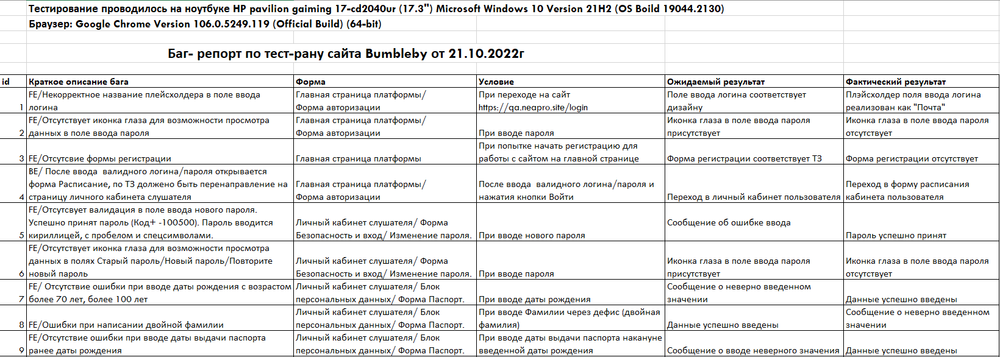 Тестирование проводилось на ноутбуке HP pavilion gaiming 17-cd2040ur (17.3") Microsoft Windows 10 Version 21H2 (OS Boild 19044.2130)
Браузер: Google Chrome Version 106.0.5249.119 (Official Build) (64-bit)
Баг- репорт по тест-рану сайта Bumbleby от 21.10.2022г
id Краткое описание бага Форма Условие Ожидаемый результат Фактический результат
FE/Некорректное название плейсхолдера в поле ввода Главная страница платформы/ При переходе на сайт Поле ввода логина соответствует Плэйсхолдер поля ввода логина
1 логина Форма авторизации https://qa.neapro.site/login дизайну реализован как "Почта"
FE/Отсутствует иконка глаза для возможности просмотра Главная страница платформы/ Иконка глаза в поле ввода пароля Иконка глаза в поле ввода пароля
2 данных в поле ввода пароля Форма авторизации При вводе пароля присутствует отсутствует
При попытке начать регистрацию для
3 FE/Отсутсвие формы регистрации Главная страница платформы работы с сайтом на главной странице Форма регистрации соответствует ТЗ Форма регистрации отсутствует
BE/ После ввода  валидного логина/пароля открывается
форма Расписание, по ТЗ должно быть перенаправление на Главная страница платформы/ После ввода  валидного логина/пароля и Переход в форму расписания
4 страницу личного кабинета слушателя Форма авторизации нажатия кнопки Войти Переход в личный кабинет пользователя кабинета пользователя
FE/Отсутсвует валидация в поле ввода нового пароля.
Успешно принят пароль (Код+ -100500). Пароль вводится Личный кабинет слушателя/ Форма Сообщение об ошибке ввода
5 кириллицей, с пробелом и спецсимволами. Безопасность и вход/ Изменение пароля. При вводе нового пароля Пароль успешно принят
FE/Отсутствует иконка глаза для возможности просмотра
данных в полях Старый пароль/Новый пароль/Повторите Личный кабинет слушателя/ Форма Иконка глаза в поле ввода пароля Иконка глаза в поле ввода пароля
6 новый пароль Безопасность и вход/ Изменение пароля. При вводе пароля присутствует отсутствует
FE/ Отсутствие ошибки при вводе даты рождения с возрастом Личный кабинет слушателя/ Блок Сообщение о неверно введенном
7 более 70 лет, более 100 лет персональных данных/ Форма Паспорт. При вводе даты рождения значении Данные успешно введены
Личный кабинет слушателя/ Блок При вводе Фамилии через дефис (двойная Сообщение о неверно введенном
8 FE/Ошибки при написании двойной фамилии персональных данных/ Форма Паспорт. фамилия) Данные успешно введены значении
FE/Отсутствие ошибки при вводе даты выдачи паспорта Личный кабинет слушателя/ Блок При вводе даты выдачи паспорта накануне
9 ранее даты рождения персональных данных/ Форма Паспорт. введенной даты рождения Сообщение о вводе неверного значения Данные успешно введены